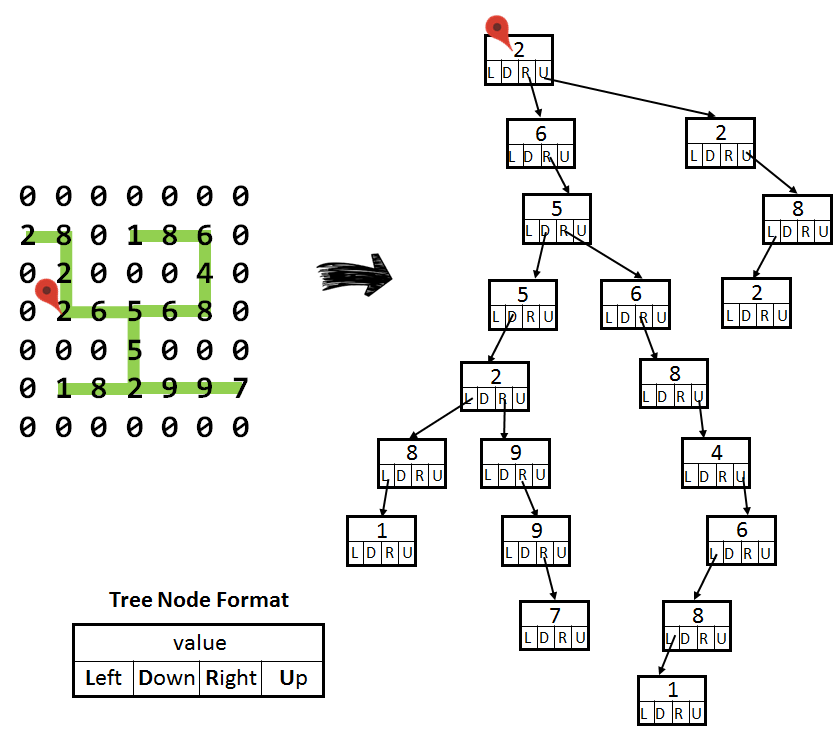 2
L D R U
6
L D R U
2
L D R U
5
L D R U
8
L D R U
0 0 0 0 0 0 0
2 8 0 1 8 6 0
0 2 0 0 0 4 0
0 2 6 5 6 8 0
0 0 0 5 0 0 0
0 1 8 2 9 9 7
0 0 0 0 0 0 0
5
L D R U
6
L D R U
2
L D R U
2
L D R U
8
L D R U
8
L D R U
9
L D R U
4
L D R U
1
L D R U
9
L D R U
6
L D R U
7
L D R U
8
L D R U
1
L D R U
Tree Node Format
value
Left Down Right Up